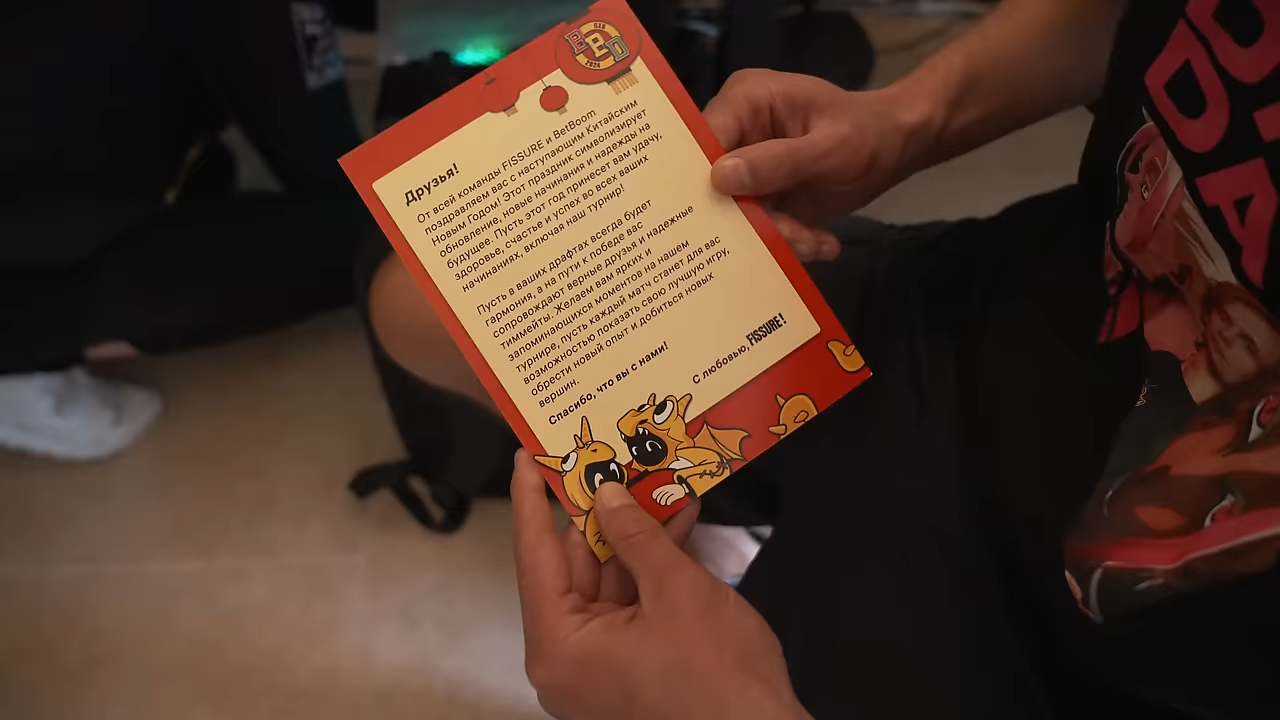 BBD
2024
Друзья!
От всей команды FISSURE и BetBoom
поздравляем вас с наступающим Китайским
Новым Годом! Этот праздник символизирует
обновление, новые начинания и надежды на
будущее. Пусть этот год принесет вам удачу,
здоровье, счастье и успех во всех ваших
начинаниях, включая наш турнир!
Пусть в ваших драфтах всегда будет
гармония, а на пути к победе вас
сопровождают верные друзья и надежные
тиммейты. Желаем вам ярких и
запоминающихся моментов на нашем
турнире, пусть каждый матч станет для вас
возможностью показать свою лучшую игру,
обрести новый опыт и добиться новых
вершин.
Спасибо, что вы с нами!
С любовью, FISSURE!